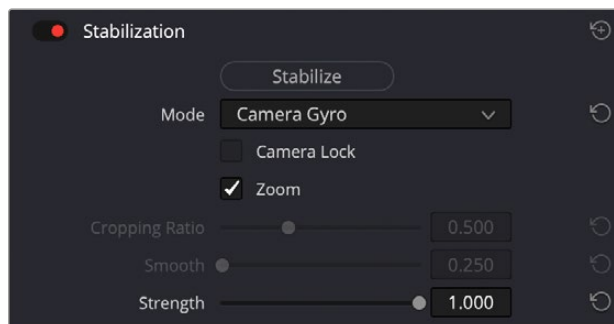 Stabilization
Stabilize
Mode Camera Gyro
Camera Lock
Zoom
Cropping Ratio 0.500
Smooth 0.250
Strength 1.000